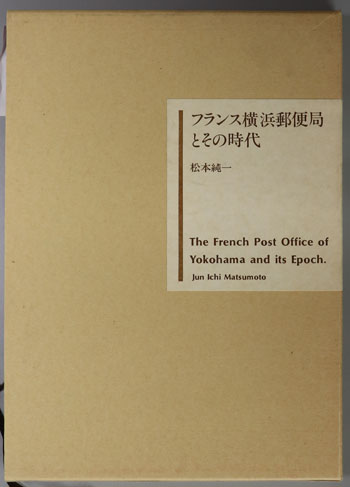 フランス横浜郵便局
とその時代
松本純一
The French Post Office of
Yokohama and its Epoch.
Jun Ichi Matsumoto